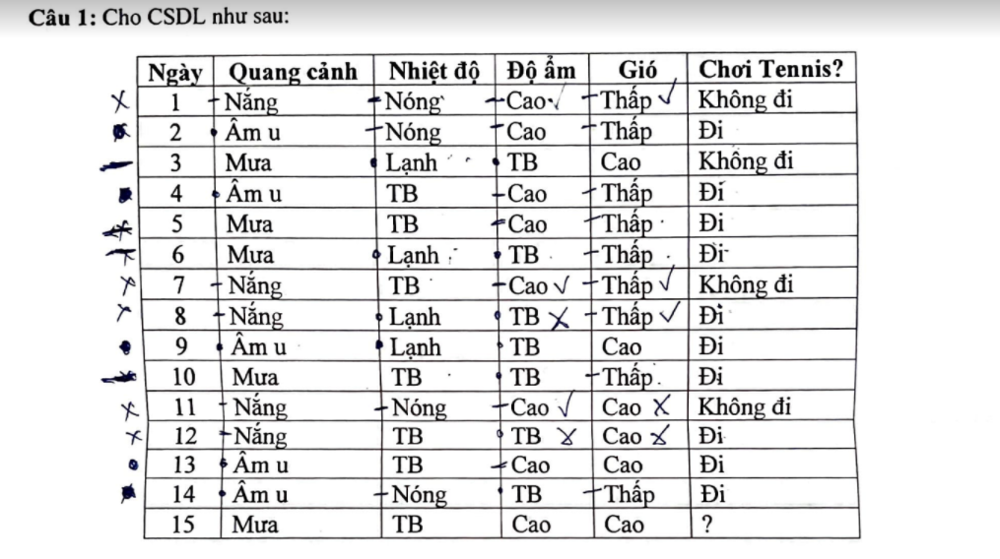 Câu 1: Cho CSDL như sau:
Ngày Quang cảnh Nhiệt độ Độ ẩm Gió Chơi Tennis?
1 Nắng Nóng Cao Thấp Không đi
2 Âm u Nóng Cao Thấp Đi
3 Mưa Lạnh TB Cao Không đi
4 Âm u TB Cao Thấp Đi
5 Mưa TB Cao Thấp Đi
6 Mưa Lạnh TB Thấp Đi
7 Nắng TB Cao Thấp Không đi
8 Nắng Lạnh TB Thấp Đi
9 Âm u Lạnh TB Cao Đi
10 Mưa TB TB Thấp Đi
11 Nắng Nóng Cao Cao Không đi
12 Nắng TB TB Cao Đi
13 Âm u TB Cao Cao Đi
14 Âm u Nóng TB Thấp Đi
15 Mưa TB Cao Cao ?